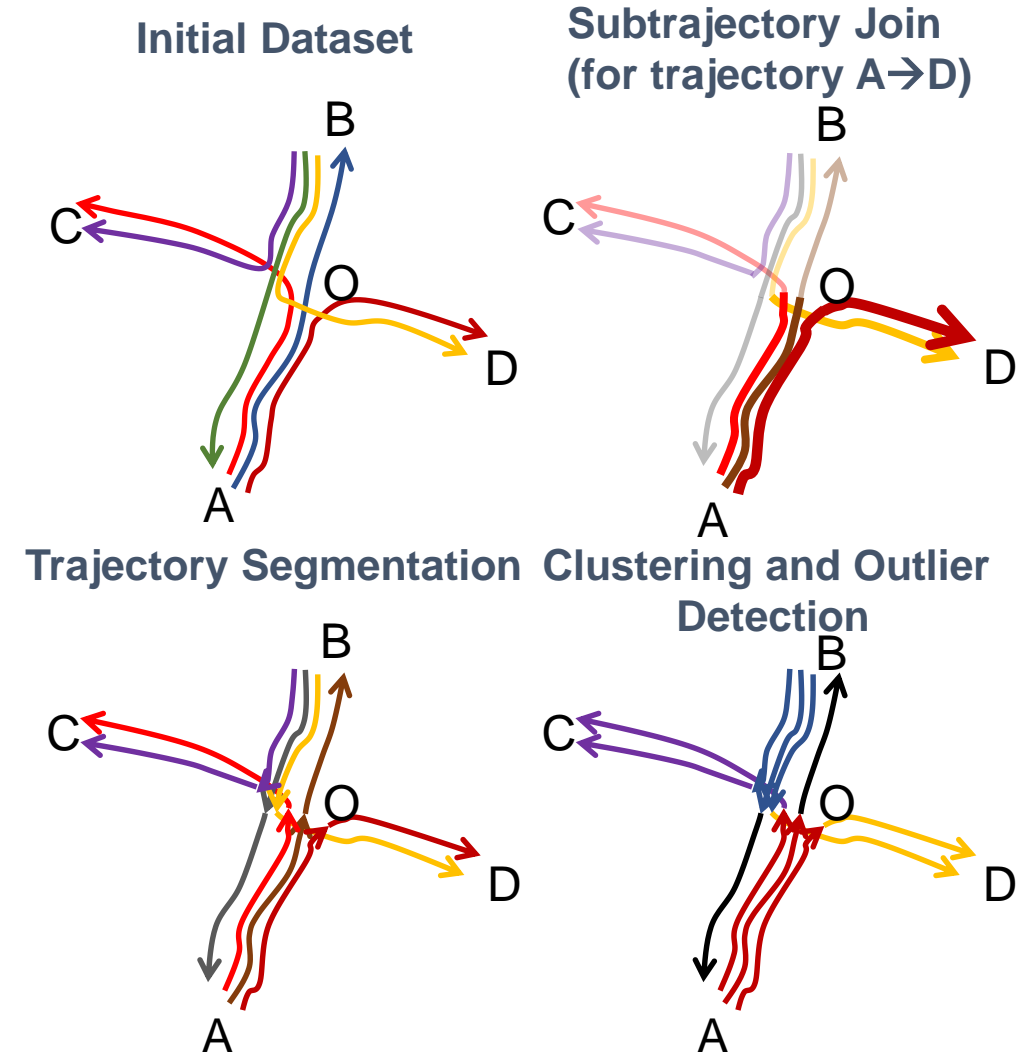 Initial Dataset
B
C
O
D
A
Subtrajectory Join
(for trajectory A→D)
B
C
O
D
A
Trajectory Segmentation
B
C
O
D
A
Clustering and Outlier
Detection
B
C
O
D
A